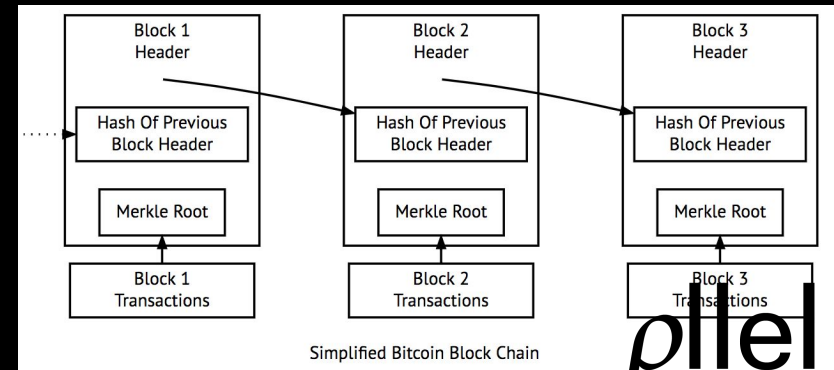 Block 1
Header
Block 2
Header
Block 3
Header
Hash Of Previous
Block Header
Hash Of Previous
Block Header
Hash Of Previous
Block Header
Merkle Root
Merkle Root
Merkle Root
Block 1
Transactions
Block 2
Transactions
Block 3
Transactions
Simplified Bitcoin Block Chain
ρllel